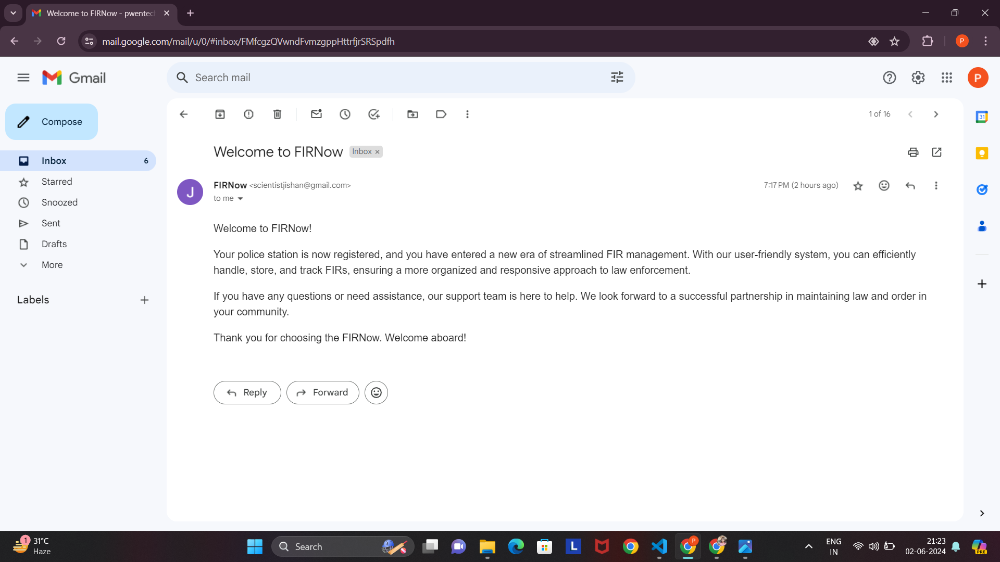 Welcome to FIRNow - pwentecl
mail.google.com/mail/u/0/#inbox/FMfcgzQVwndFvmzgppHttrfjrSRSpdfh
P
Gmail
Search mail
P
Compose
1 of 16
31
Welcome to FIRNow Inbox ×
Inbox 6
Starred
Snoozed
Sent
Drafts
More
Labels
J
FIRNow <scientistjishan@gmail.com>
7:17 PM (2 hours ago)
to me
Welcome to FIRNow!
Your police station is now registered, and you have entered a new era of streamlined FIR management. With our user-friendly system, you can efficiently
handle, store, and track FIRs, ensuring a more organized and responsive approach to law enforcement.
If you have any questions or need assistance, our support team is here to help. We look forward to a successful partnership in maintaining law and order in
your community.
Thank you for choosing the FIRNow. Welcome aboard!
Reply
Forward
1
31°C
Haze
Search
L
P
ENG
IN
21:23
02-06-2024
PRE